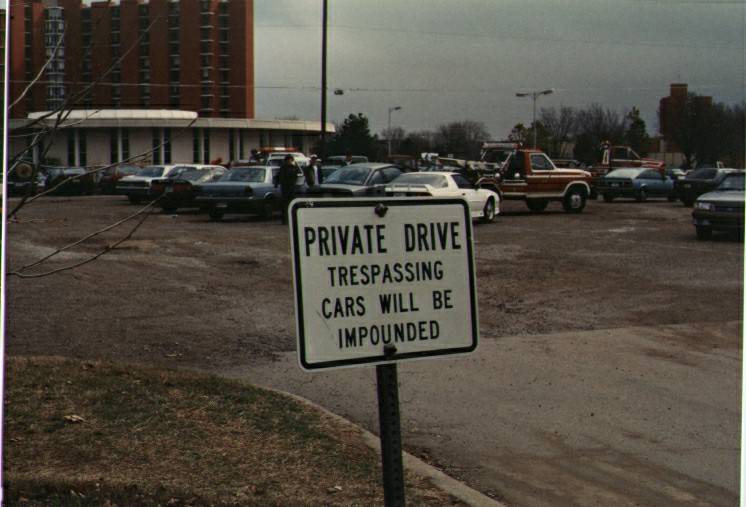 PRIVATE DRIVE
TRESPASSING
CARS WILL BE
IMPOUNDED